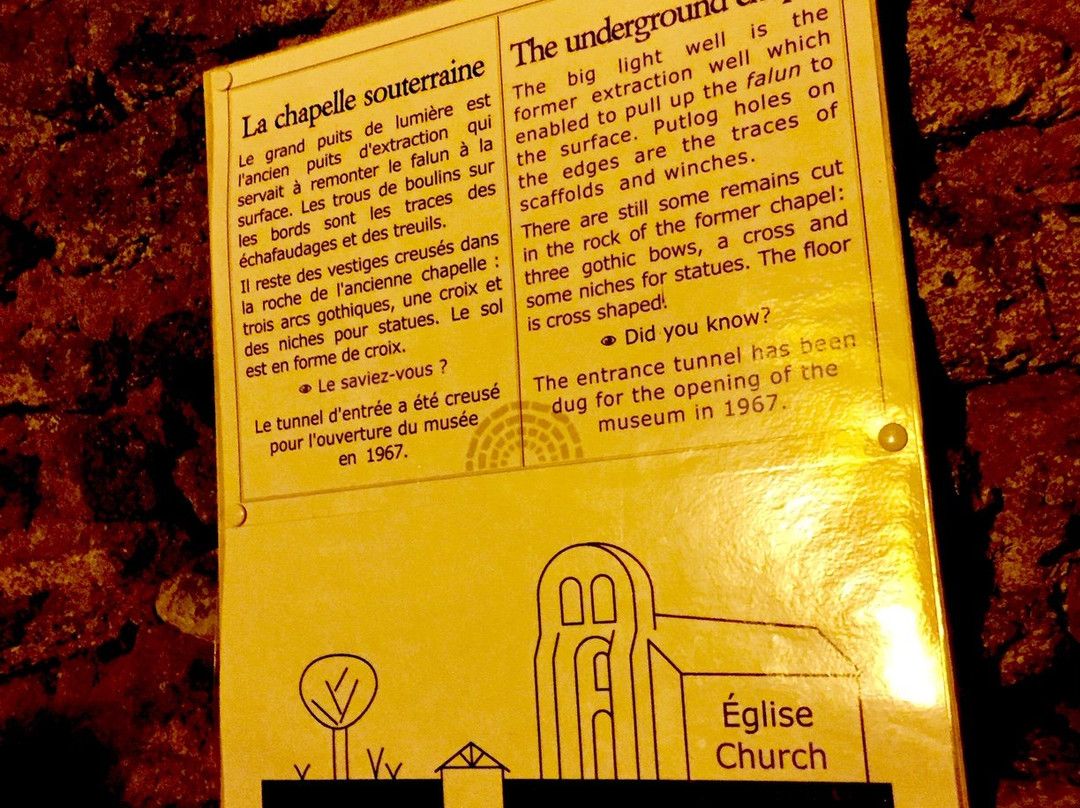 La chapelle souterraine
Le grand puits de lumière est
l'ancien puits d'extraction qui
servait à remonter le falun à la
surface. Les trous de boulins sur
les bords sont les traces des
échafaudages et des treuils.
Il reste des vestiges creusés dans
la roche de l'ancienne chapelle :
trois arcs gothiques, une croix et
des niches pour statues. Le sol
est en forme de croix.
Le saviez-vous ?
Le tunnel d'entrée a été creusé
pour l'ouverture du musée
en 1967.
The underground
The big light well is the
former extraction well which
enabled to pull up the falun to
the surface. Putlog holes on
the edges are the traces of
scaffolds and winches.
There are still some remains cut
in the rock of the former chapel:
three gothic bows, a cross and
some niches for statues. The floor
is cross shaped!
Did you know?
The entrance tunnel has been
dug for the opening of the
museum in 1967.
Église
Church